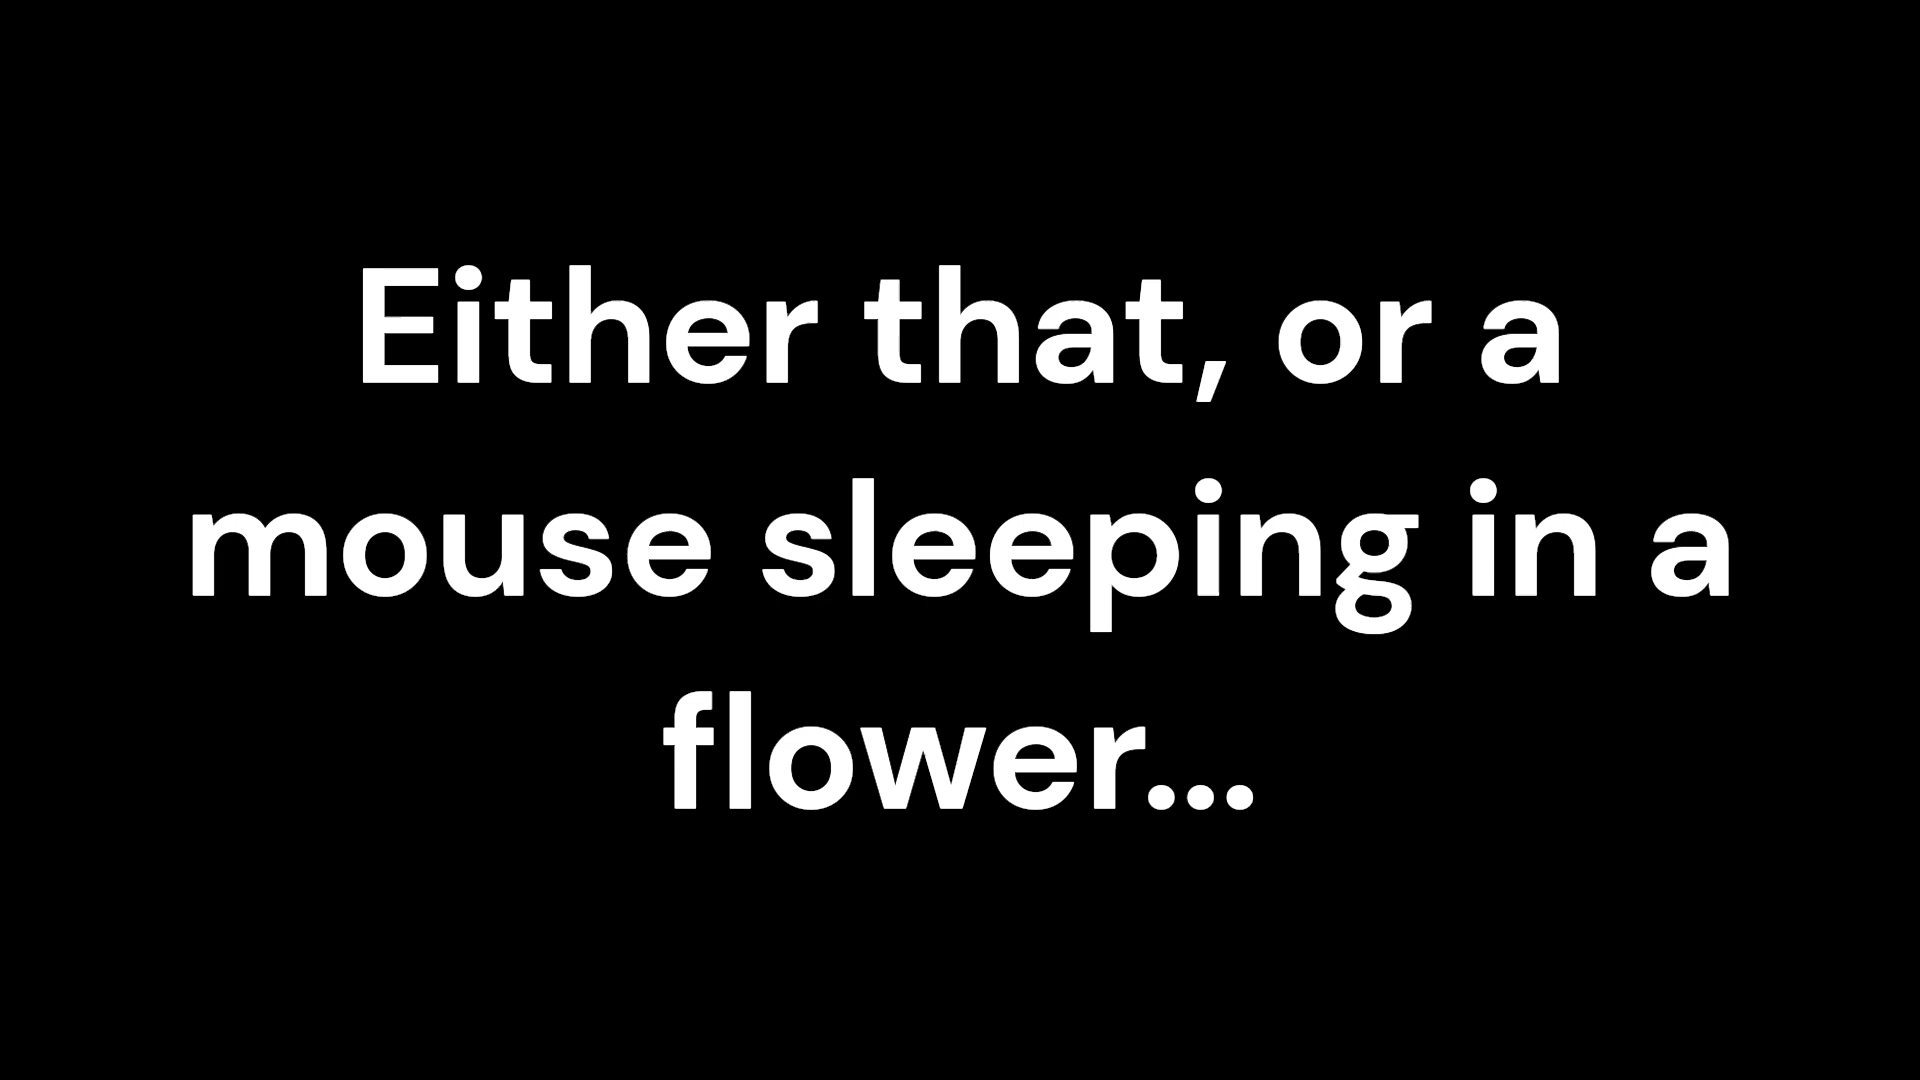 Either that, or a
mouse sleeping in a
flower...